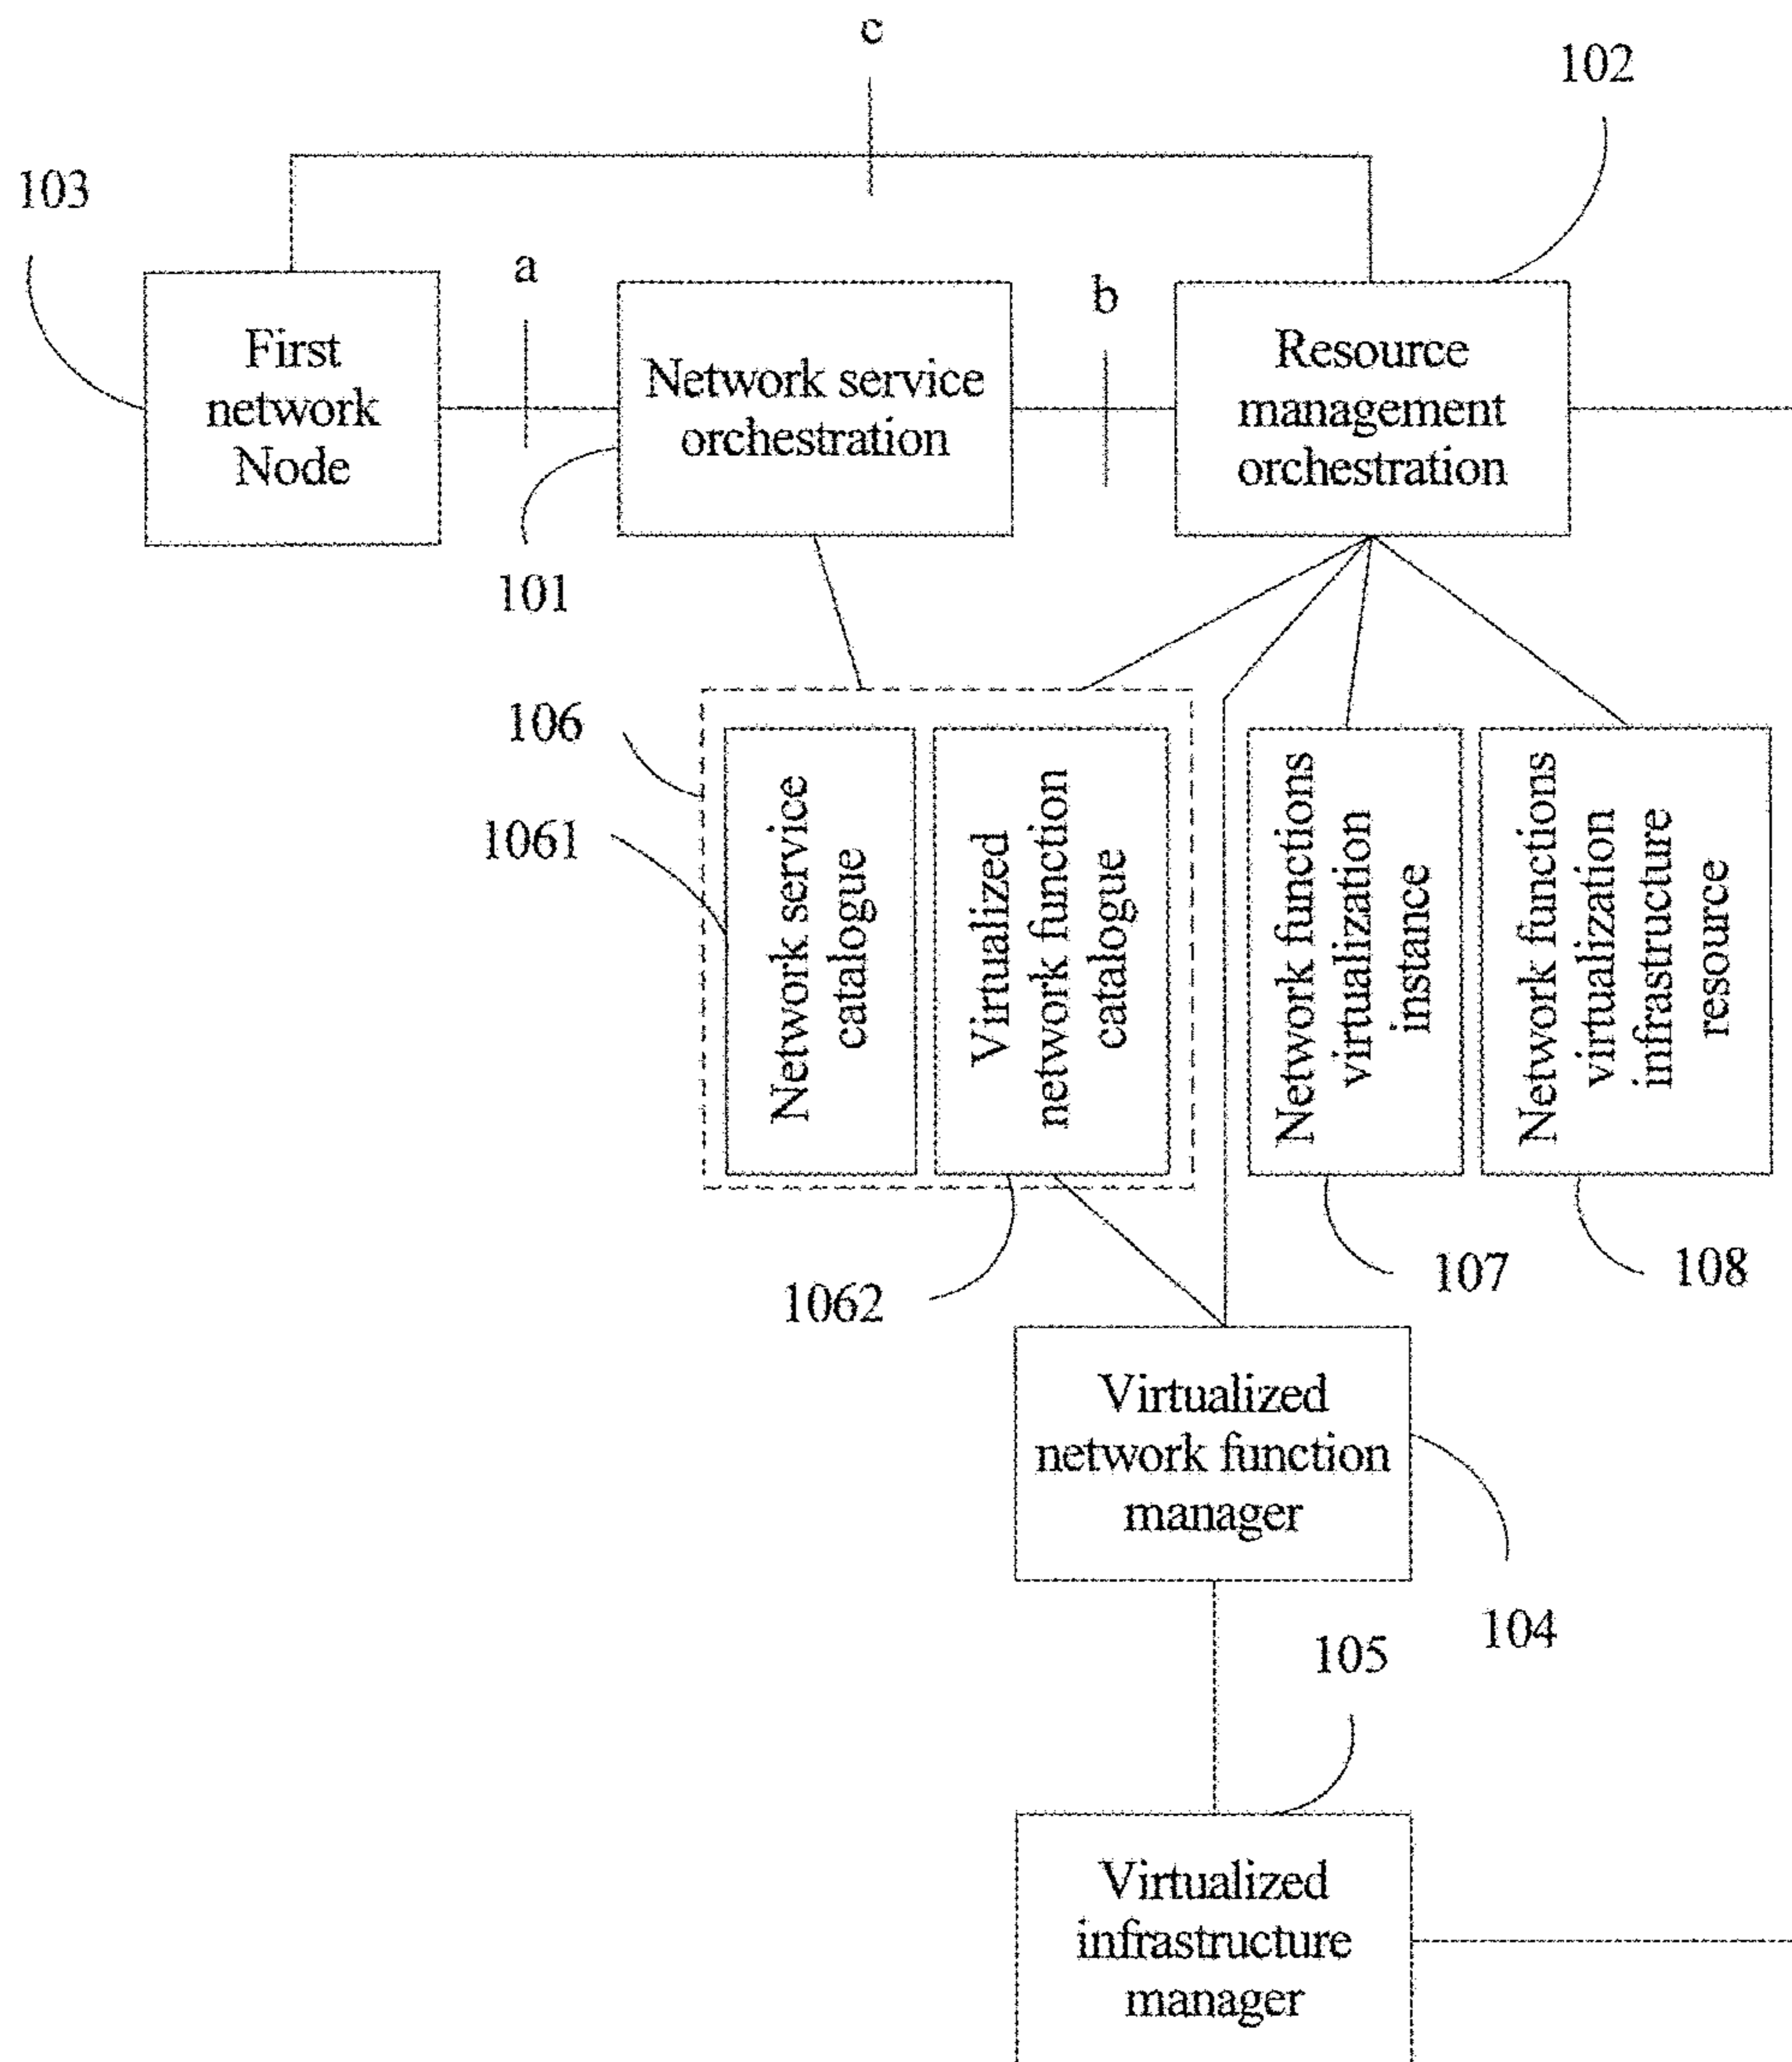 c
102
103
a
b
First
network
Node
Network service
orchestration
Resource
management
orchestration
101
106
1061
Network service
catalogue
Virtualized
network function
catalogue
Network functions
virtualization
instance
Network functions
virtualization
infrastructure
resource
1062
107
108
Virtualized
network function
manager
104
105
Virtualized
infrastructure
manager